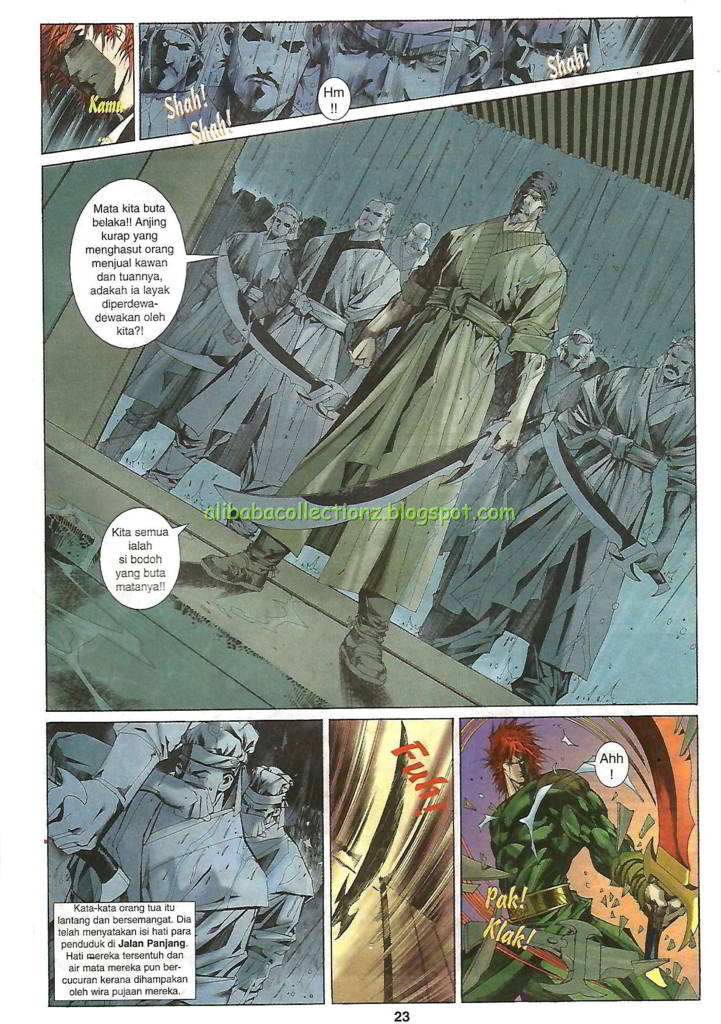 Kamu
...
Shah!
Shah!
Hm
!!
Shah!
Mata kita buta
belaka!! Anjing
kurap yang
menghasut orang
menjual kawan
dan tuannya,
adakah ia layak
diperdewa-
dewakan oleh
kita?!
alibabacollectionz.blogspot.com
Kita semua
ialah
si bodoh
yang buta
matanya!!
Kata-kata orang tua itu
lantang dan bersemangat. Dia
telah menyatakan isi hati para
penduduk di Jalan Panjang.
Hati mereka tersentuh dan
air mata mereka pun ber-
cucuran kerana dihampakan
oleh wira pujaan mereka.
Fuh!
Ahh
!
Pak!
Klak!
23